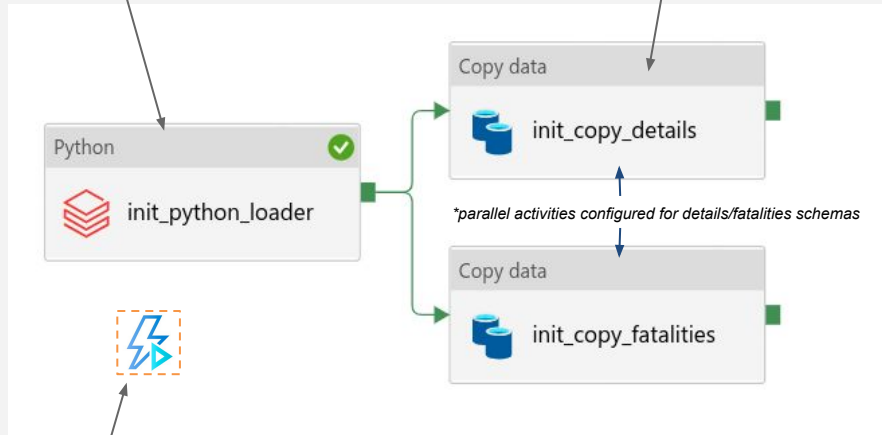 Copy data
init_copy_details
Python
init_python_loader
*parallel activities configured for details/fatalities schemas
Copy data
init_copy_fatalities